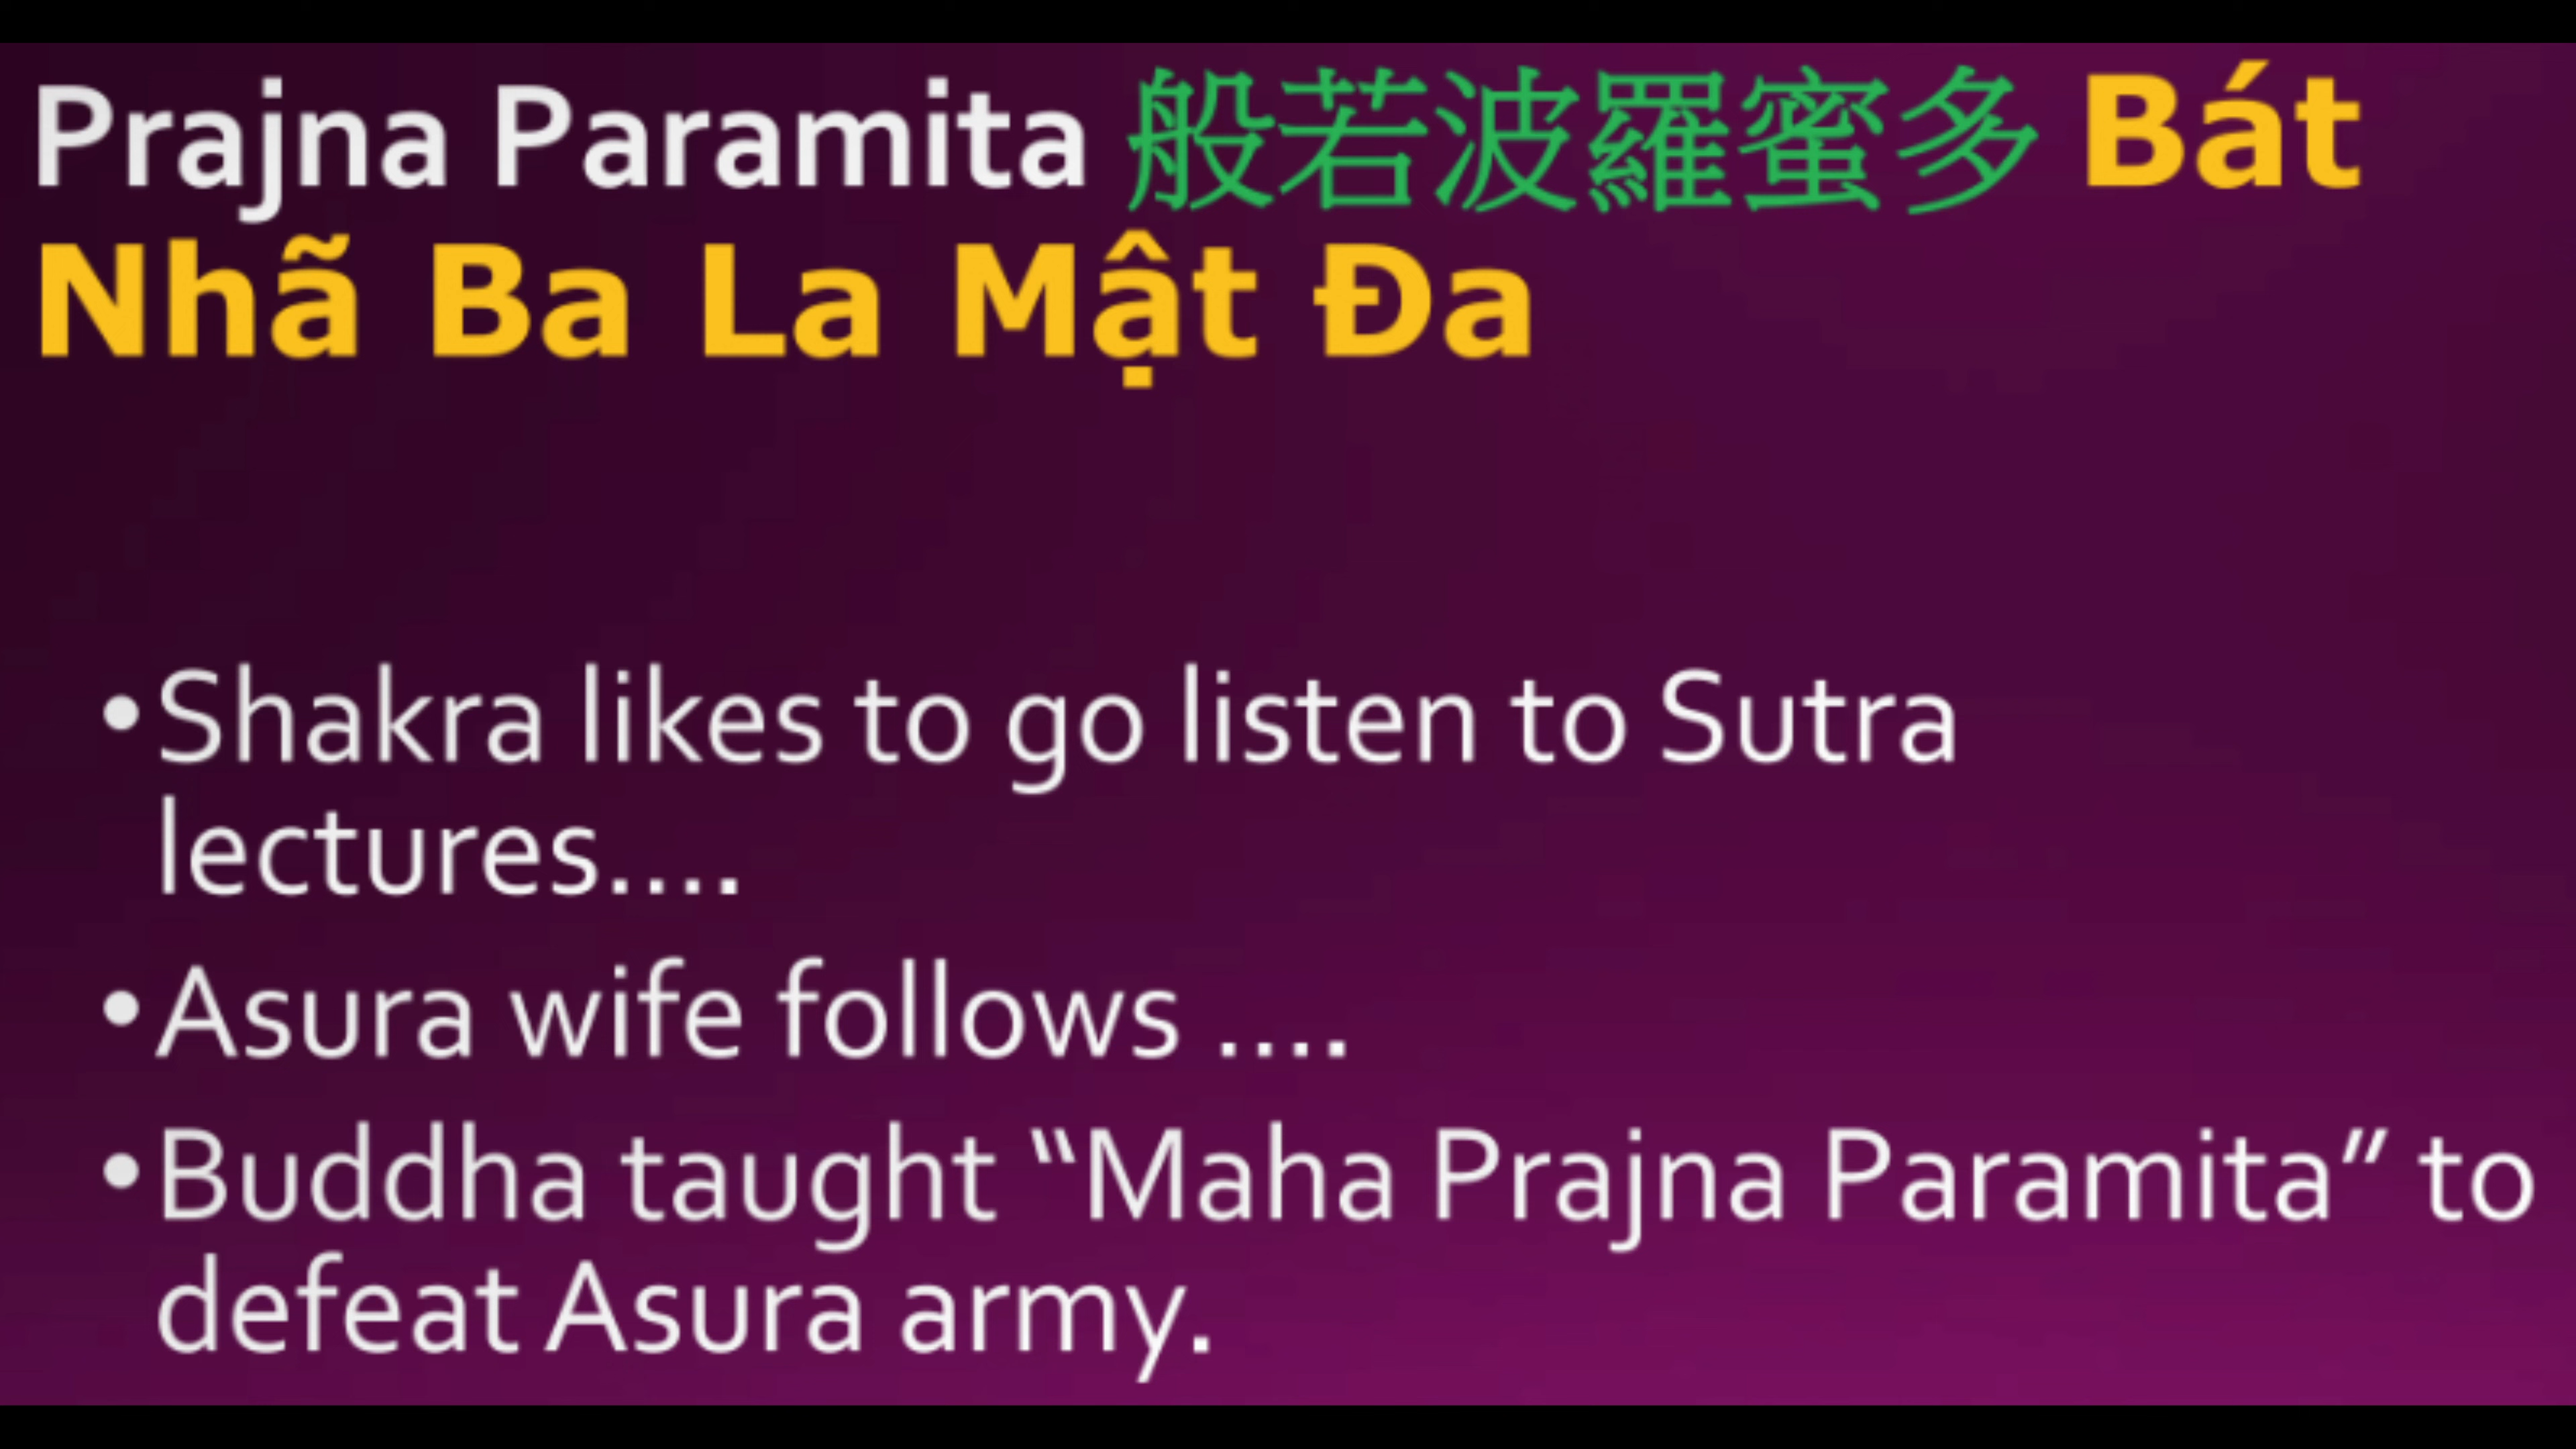 Prajna Paramita 般若波羅蜜多 Bát
Nhã Ba La Mật Đa
•Shakra likes to go listen to Sutra
lectures....
•Asura wife follows ....
•Buddha taught “Maha Prajna Paramita” to
defeat Asura army.